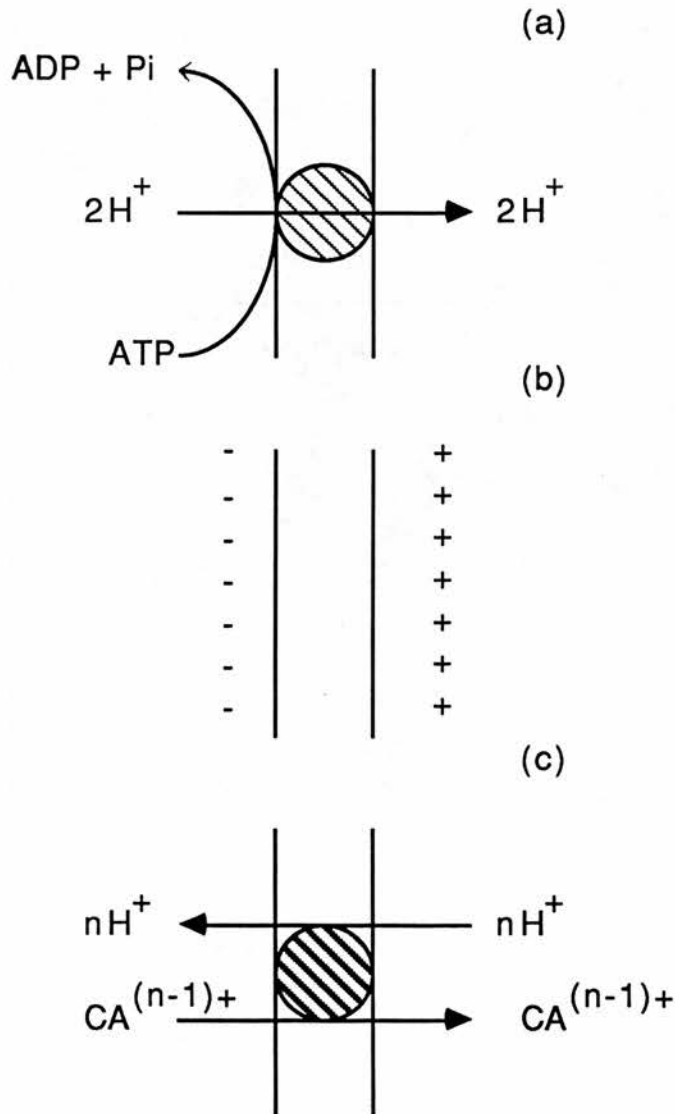 (a)
ADP + Pi
2H+ 2H+
ATP
(b)
- +
- +
- +
- +
- +
- +
- +
(c)
nH+ nH+
CA(n-1)+ CA(n-1)+